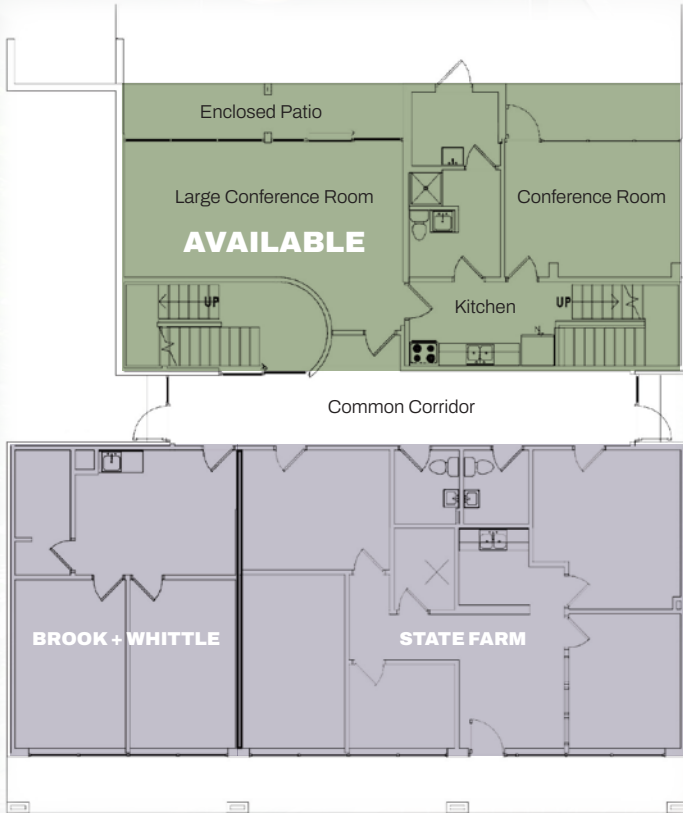 Enclosed Patio
Large Conference Room
Conference Room
AVAILABLE
UP
Kitchen
UP
Common Corridor
BROOK + WHITTLE
STATE FARM